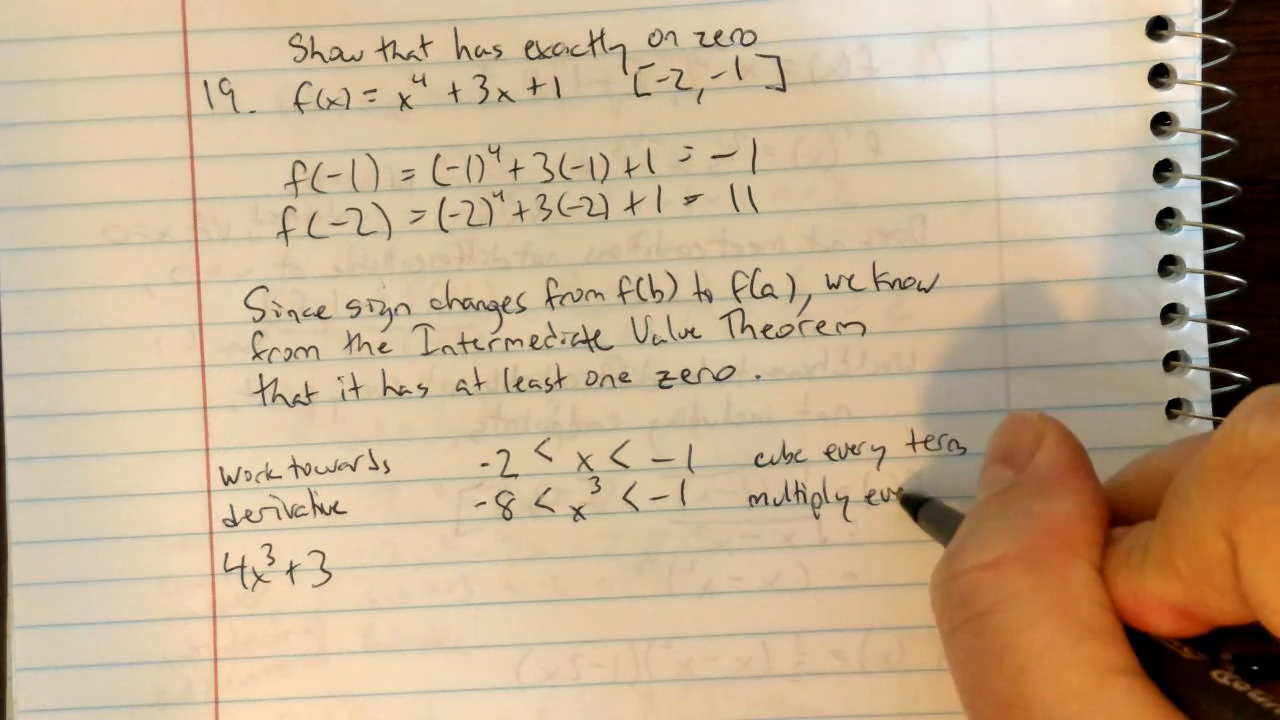 Show that has exactly on zero
19. f(x) = x⁴ + 3x + 1 [-2, -1]
f(-1) = (-1)⁴ + 3(-1) + 1 = -1
f(-2) = (-2)⁴ + 3(-2) + 1 = 11
Since sign changes from f(b) to f(a), we know
from the Intermediate Value Theorem
that it has at least one zero.
work towards -2 < x < -1 cube every term
derivative -8 < x³ < -1 multiply eve
4x³ + 3